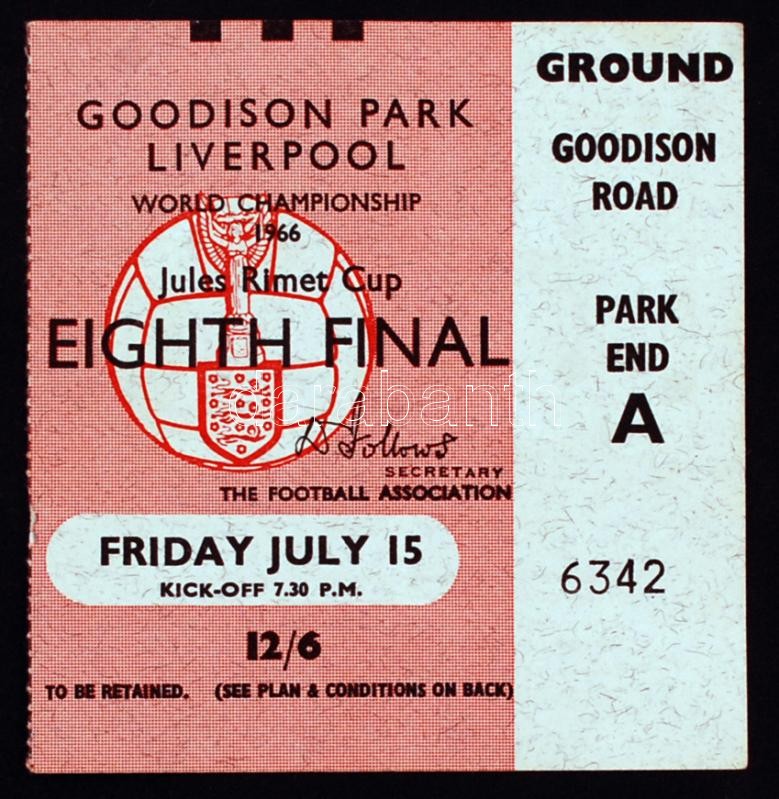 GOODISON PARK
LIVERPOOL
WORLD CHAMPIONSHIP
1966
Jules Rimet Cup
EIGHTH FINAL
darabanth
D Follows
SECRETARY
THE FOOTBALL ASSOCIATION
FRIDAY JULY 15
KICK-OFF 7.30 P.M.
12/6
TO BE RETAINED. (SEE PLAN & CONDITIONS ON BACK)
GROUND
GOODISON
ROAD
PARK
END
A
6342